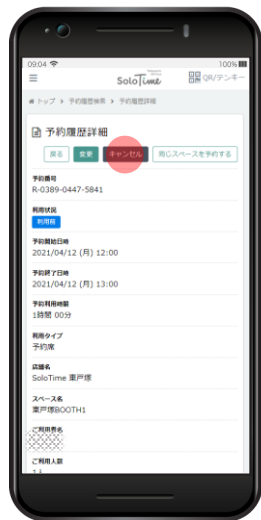 09:04 100%
SoloTime QR/テンキー
トップ > 予約履歴検索 > 予約履歴詳細
予約履歴詳細
戻る 変更 キャンセル 同じスペースを予約する
予約番号
R-0389-0447-5841
利用状況
利用前
予約開始日時
2021/04/12 (月) 12:00
予約終了日時
2021/04/12 (月) 13:00
予約利用時間
1時間 00分
利用タイプ
予約席
店舗名
SoloTime 東戸塚
スペース名
東戸塚BOOTH1
ご利用者名
ご利用人数
1人